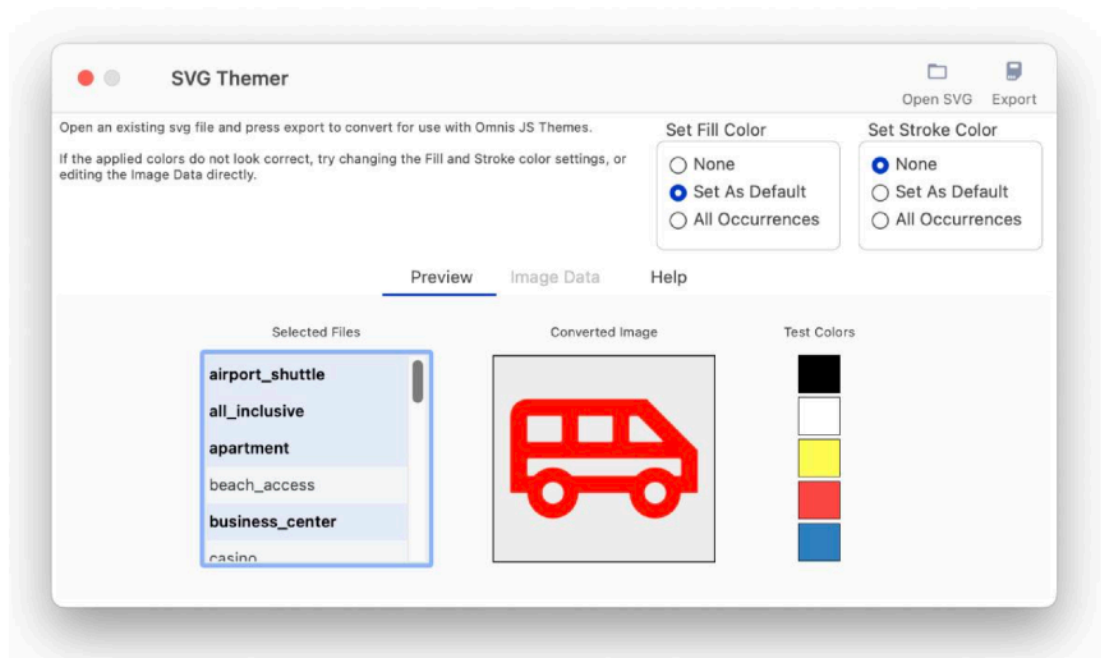 SVG Themer
Open SVG
Export
Open an existing svg file and press export to convert for use with Omnis JS Themes.
If the applied colors do not look correct, try changing the Fill and Stroke color settings, or
editing the Image Data directly.
Set Fill Color
None
Set As Default
All Occurrences
Set Stroke Color
None
Set As Default
All Occurrences
Preview
Image Data
Help
Selected Files
airport_shuttle
all_inclusive
apartment
beach_access
business_center
casino
Converted Image
Test Colors